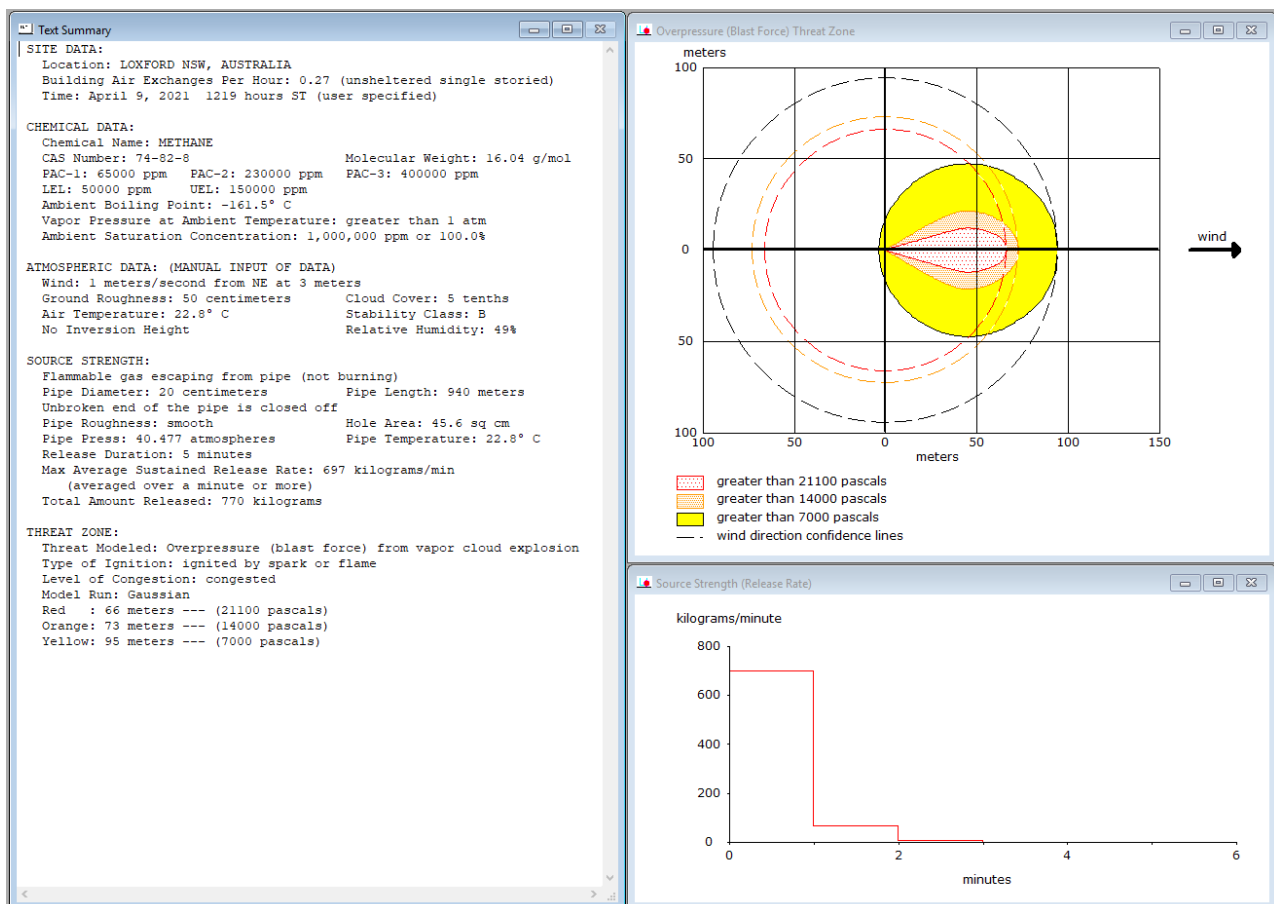 Text Summary
SITE DATA:
Location: LOXFORD NSW, AUSTRALIA
Building Air Exchanges Per Hour: 0.27 (unsheltered single storied)
Time: April 9, 2021 1219 hours ST (user specified)
CHEMICAL DATA:
Chemical Name: METHANE
CAS Number: 74-82-8 Molecular Weight: 16.04 g/mol
PAC-1: 65000 ppm PAC-2: 230000 ppm PAC-3: 400000 ppm
LEL: 50000 ppm UEL: 150000 ppm
Ambient Boiling Point: -161.5° C
Vapor Pressure at Ambient Temperature: greater than 1 atm
Ambient Saturation Concentration: 1,000,000 ppm or 100.0%
ATMOSPHERIC DATA: (MANUAL INPUT OF DATA)
Wind: 1 meters/second from NE at 3 meters
Ground Roughness: 50 centimeters Cloud Cover: 5 tenths
Air Temperature: 22.8° C Stability Class: B
No Inversion Height Relative Humidity: 49%
SOURCE STRENGTH:
Flammable gas escaping from pipe (not burning)
Pipe Diameter: 20 centimeters Pipe Length: 940 meters
Unbroken end of the pipe is closed off
Pipe Roughness: smooth Hole Area: 45.6 sq cm
Pipe Press: 40.477 atmospheres Pipe Temperature: 22.8° C
Release Duration: 5 minutes
Max Average Sustained Release Rate: 697 kilograms/min
(averaged over a minute or more)
Total Amount Released: 770 kilograms
THREAT ZONE:
Threat Modeled: Overpressure (blast force) from vapor cloud explosion
Type of Ignition: ignited by spark or flame
Level of Congestion: congested
Model Run: Gaussian
Red : 66 meters --- (21100 pascals)
Orange: 73 meters --- (14000 pascals)
Yellow: 95 meters --- (7000 pascals)
Overpressure (Blast Force) Threat Zone
meters
100
50
0
50
100
100 50 0 50 100 150
meters
wind
greater than 21100 pascals
greater than 14000 pascals
greater than 7000 pascals
wind direction confidence lines
Source Strength (Release Rate)
kilograms/minute
800
600
400
200
0
0 2 4 6
minutes